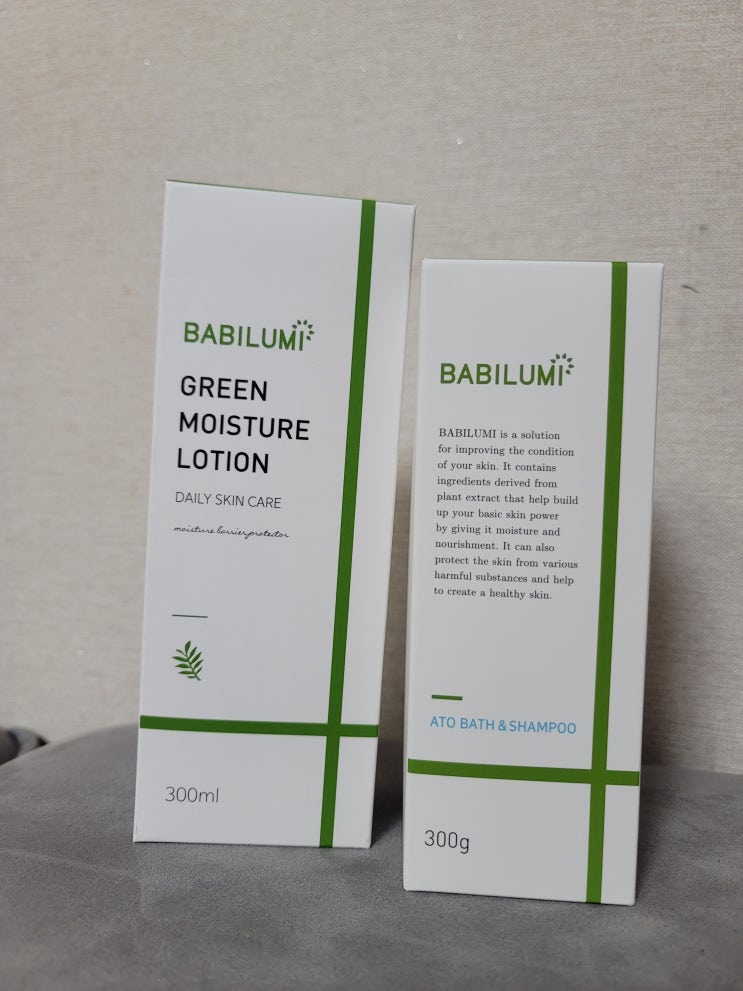 BABILUMI
GREEN
MOISTURE
LOTION
DAILY SKIN CARE
moisture barrier protector
300ml
BABILUMI
BABILUMI is a solution
for improving the condition
of your skin. It contains
ingredients derived from
plant extract that help build
up your basic skin power
by giving it moisture and
nourishment. It can also
protect the skin from various
harmful substances and help
to create a healthy skin.
ATO BATH & SHAMPOO
300g